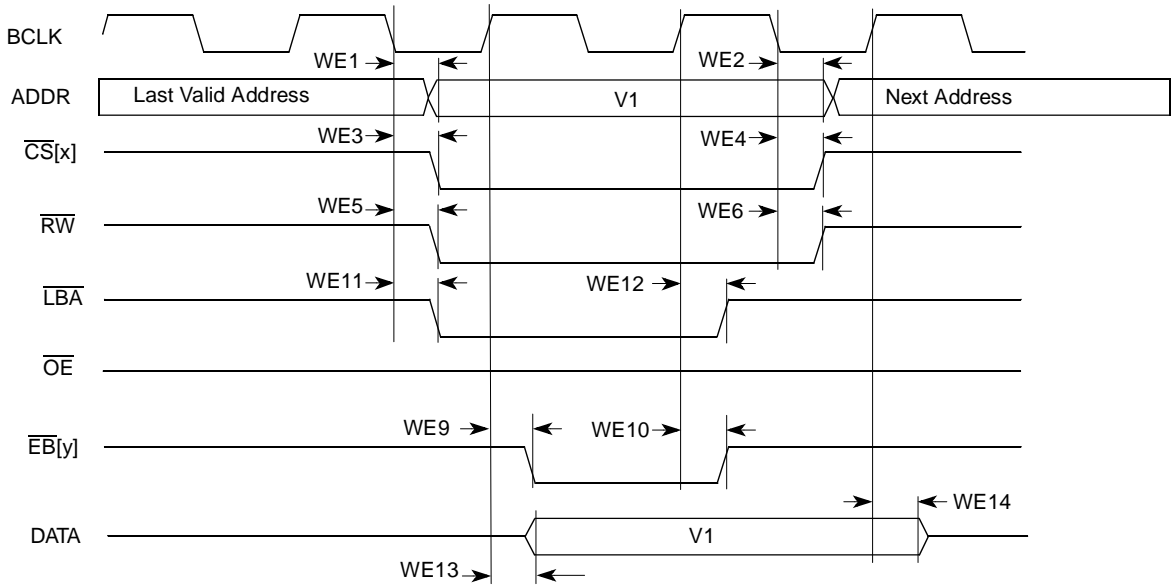 BCLK
WE1
WE2
ADDR
Last Valid Address
V1
Next Address
WE3
WE4
CS[x]
WE5
WE6
RW
WE11
WE12
LBA
OE
WE9
WE10
EB[y]
WE14
DATA
V1
WE13